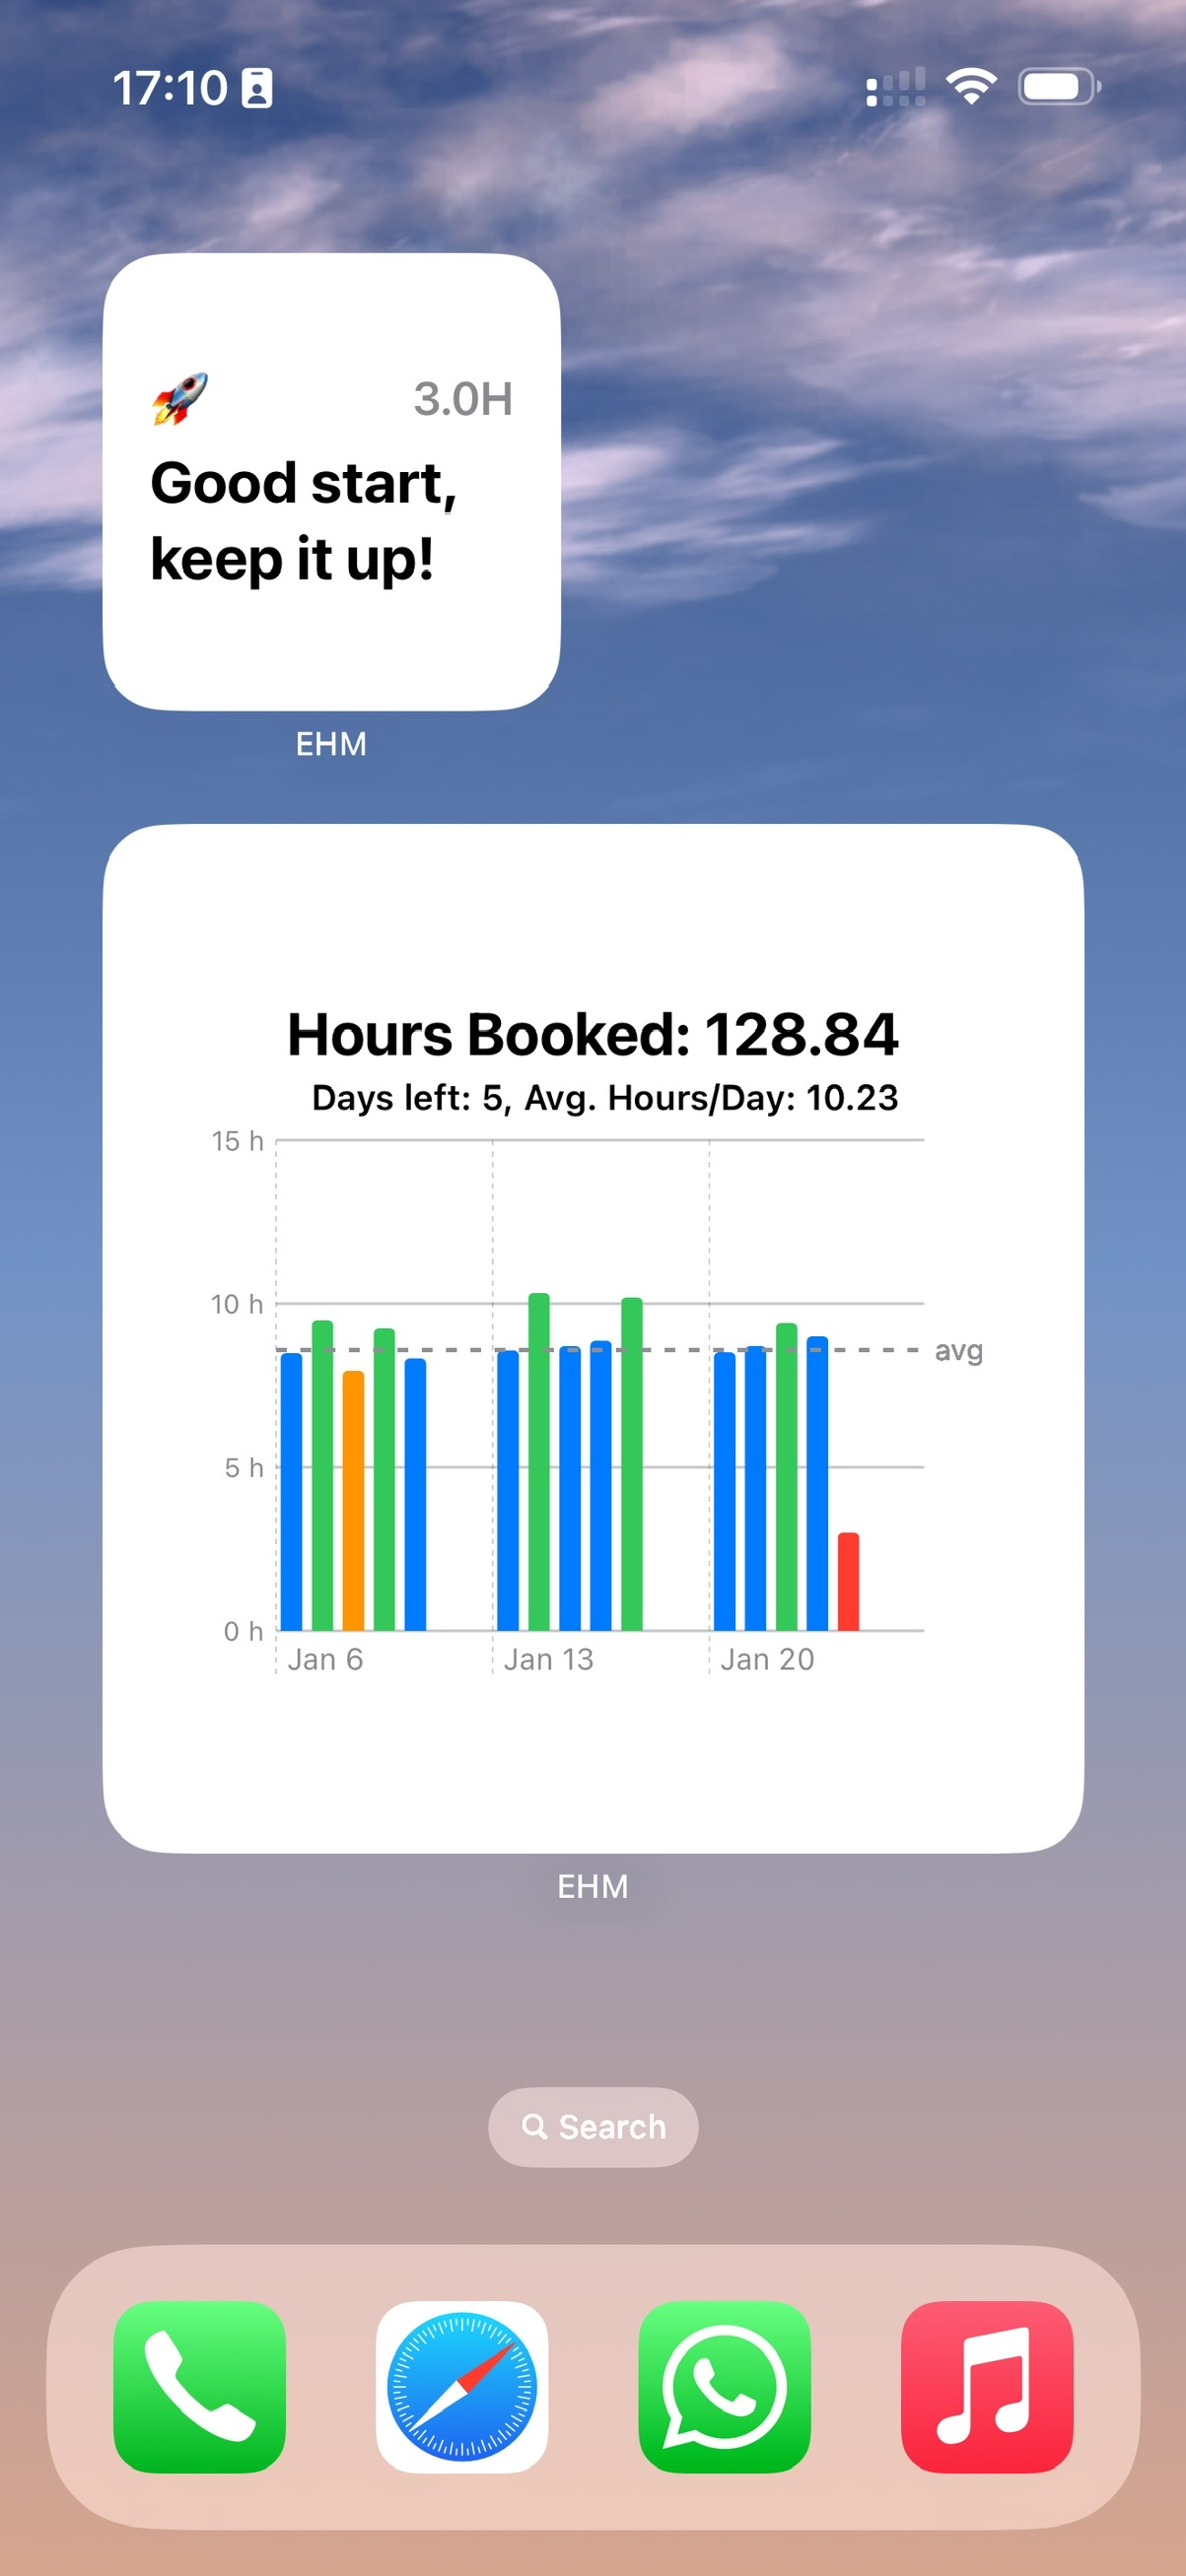 17:10
3.0H
Good start,
keep it up!
EHM
Hours Booked: 128.84
Days left: 5, Avg. Hours/Day: 10.23
15 h
10 h
avg
5 h
0 h
Jan 6
Jan 13
Jan 20
EHM
Search